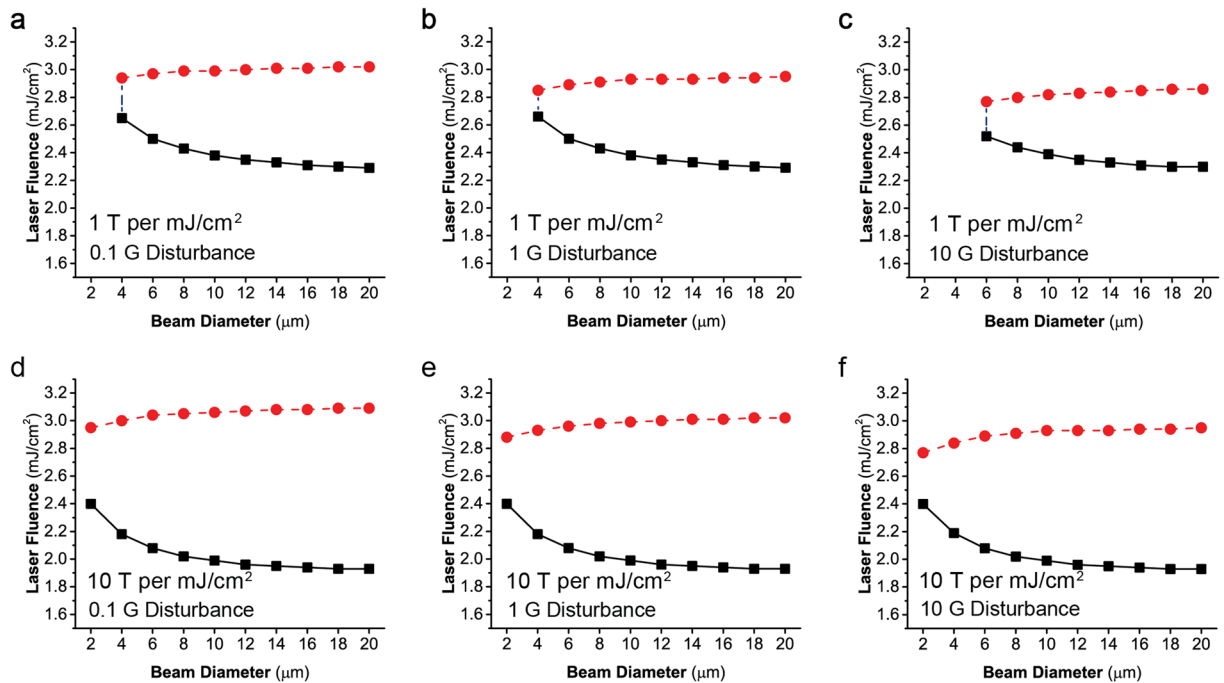 a
3.2
3.0
2.8
2.6
2.4
2.2
2.0
1.8
1.6
Laser Fluence (mJ/cm²)
1 T per mJ/cm²
0.1 G Disturbance
2 4 6 8 10 12 14 16 18 20
Beam Diameter (μm)
b
3.2
3.0
2.8
2.6
2.4
2.2
2.0
1.8
1.6
Laser Fluence (mJ/cm²)
1 T per mJ/cm²
1 G Disturbance
2 4 6 8 10 12 14 16 18 20
Beam Diameter (μm)
c
3.2
3.0
2.8
2.6
2.4
2.2
2.0
1.8
1.6
Laser Fluence (mJ/cm²)
1 T per mJ/cm²
10 G Disturbance
2 4 6 8 10 12 14 16 18 20
Beam Diameter (μm)
d
3.2
3.0
2.8
2.6
2.4
2.2
2.0
1.8
1.6
Laser Fluence (mJ/cm²)
10 T per mJ/cm²
0.1 G Disturbance
2 4 6 8 10 12 14 16 18 20
Beam Diameter (μm)
e
3.2
3.0
2.8
2.6
2.4
2.2
2.0
1.8
1.6
Laser Fluence (mJ/cm²)
10 T per mJ/cm²
1 G Disturbance
2 4 6 8 10 12 14 16 18 20
Beam Diameter (μm)
f
3.2
3.0
2.8
2.6
2.4
2.2
2.0
1.8
1.6
Laser Fluence (mJ/cm²)
10 T per mJ/cm²
10 G Disturbance
2 4 6 8 10 12 14 16 18 20
Beam Diameter (μm)